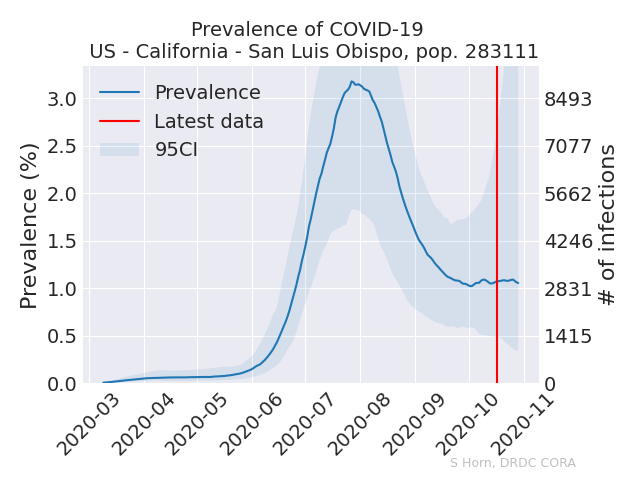 Prevalence of COVID-19
US - California - San Luis Obispo, pop. 283111
Prevalence
Latest data
95CI
Prevalence (%)
3.0
2.5
2.0
1.5
1.0
0.5
0.0
8493
7077
5662
4246
2831
1415
0
# of infections
2020-03
2020-04
2020-05
2020-06
2020-07
2020-08
2020-09
2020-10
2020-11
S Horn, DRDC CORA